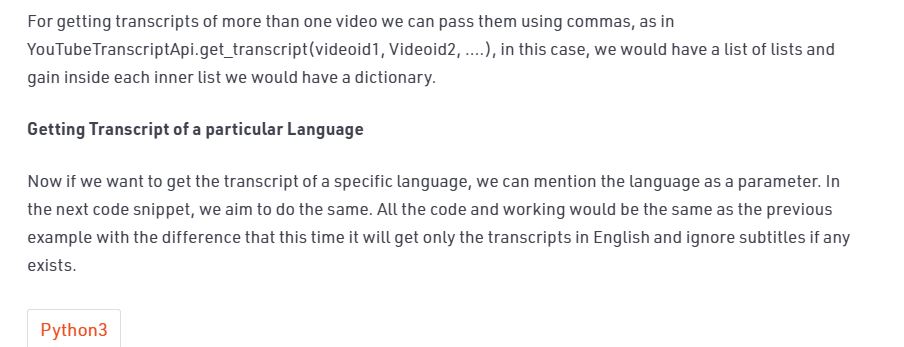 For getting transcripts of more than one video we can pass them using commas, as in
YouTubeTranscriptApi.get_transcript(videoid1, Videoid2, ....), in this case, we would have a list of lists and
gain inside each inner list we would have a dictionary.
Getting Transcript of a particular Language
Now if we want to get the transcript of a specific language, we can mention the language as a parameter. In
the next code snippet, we aim to do the same. All the code and working would be the same as the previous
example with the difference that this time it will get only the transcripts in English and ignore subtitles if any
exists.
Python3